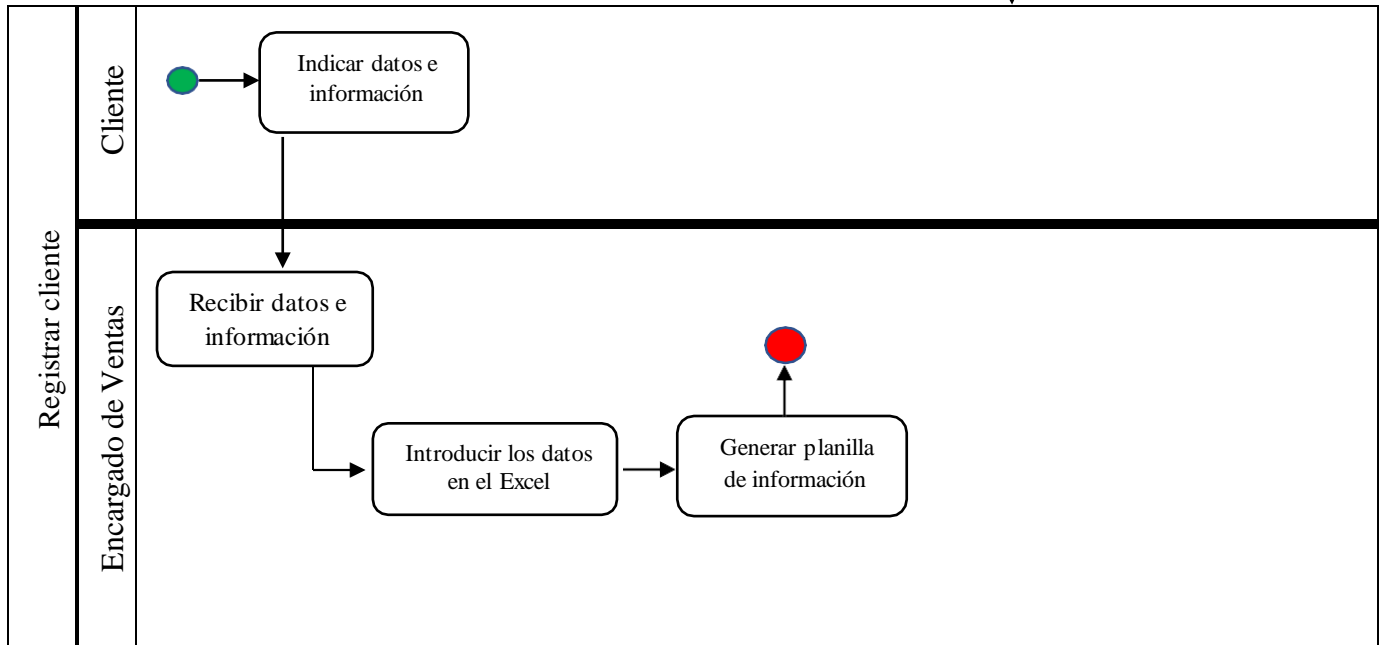 Registrar cliente
Cliente
Indicar datos e
información
Encargado de Ventas
Recibir datos e
información
Introducir los datos
en el Excel
Generar planilla
de información